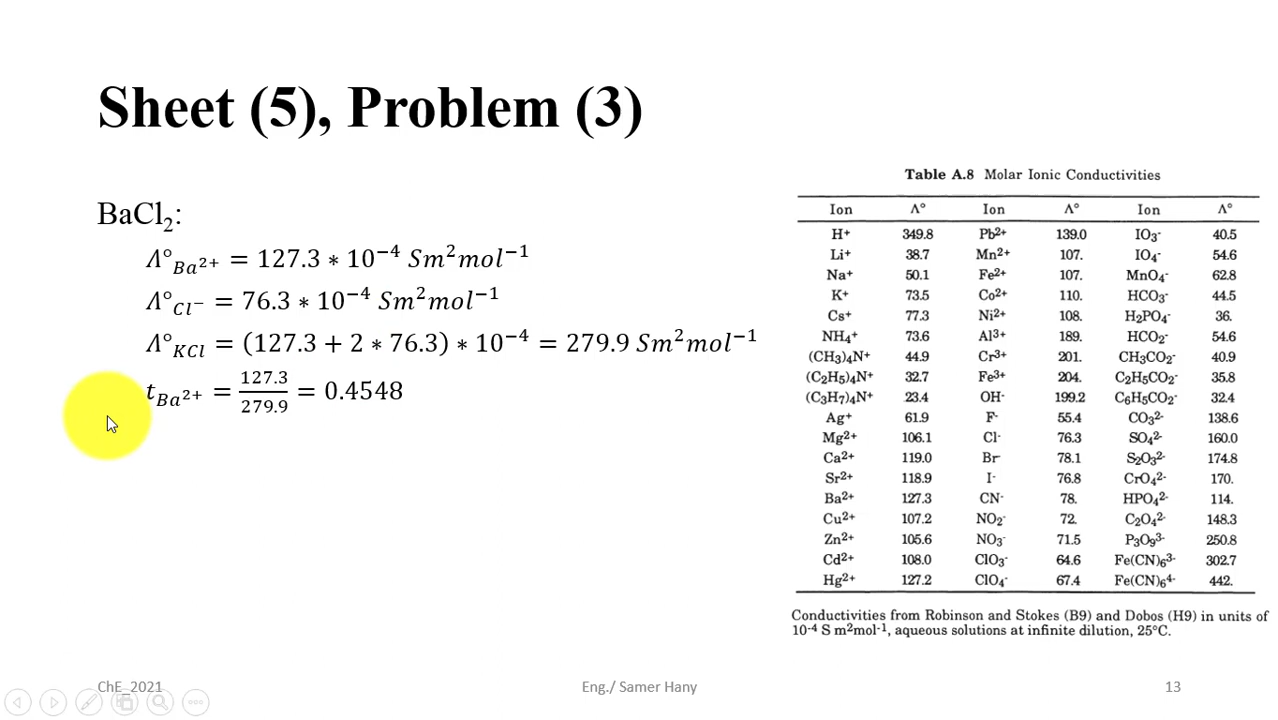 Sheet (5), Problem (3)
BaCl₂:
Λ°Ba²⁺ = 127.3 ∗ 10⁻⁴ Sm²mol⁻¹
Λ°Cl⁻ = 76.3 ∗ 10⁻⁴ Sm²mol⁻¹
Λ°KCl = (127.3 + 2 ∗ 76.3) ∗ 10⁻⁴ = 279.9 Sm²mol⁻¹
tBa²⁺ = 127.3/279.9 = 0.4548
Table A.8 Molar Ionic Conductivities
Ion Λ° Ion Λ° Ion Λ°
H+ 349.8 Pb2+ 139.0 IO3- 40.5
Li+ 38.7 Mn2+ 107. IO4- 54.6
Na+ 50.1 Fe2+ 107. MnO4- 62.8
K+ 73.5 Co2+ 110. HCO3- 44.5
Cs+ 77.3 Ni2+ 108. H2PO4- 36.
NH4+ 73.6 Al3+ 189. HCO2- 54.6
(CH3)4N+ 44.9 Cr3+ 201. CH3CO2- 40.9
(C2H5)4N+ 32.7 Fe3+ 204. C2H5CO2- 35.8
(C3H7)4N+ 23.4 OH- 199.2 C6H5CO2- 32.4
Ag+ 61.9 F- 55.4 CO32- 138.6
Mg2+ 106.1 Cl- 76.3 SO42- 160.0
Ca2+ 119.0 Br- 78.1 S2O32- 174.8
Sr2+ 118.9 I- 76.8 CrO42- 170.
Ba2+ 127.3 CN- 78. HPO42- 114.
Cu2+ 107.2 NO2- 72. C2O42- 148.3
Zn2+ 105.6 NO3- 71.5 P3O93- 250.8
Cd2+ 108.0 ClO3- 64.6 Fe(CN)63- 302.7
Hg2+ 127.2 ClO4- 67.4 Fe(CN)64- 442.
Conductivities from Robinson and Stokes (B9) and Dobos (H9) in units of
10-4 S m2mol-1, aqueous solutions at infinite dilution, 25°C.
ChE_2021
Eng./ Samer Hany
13